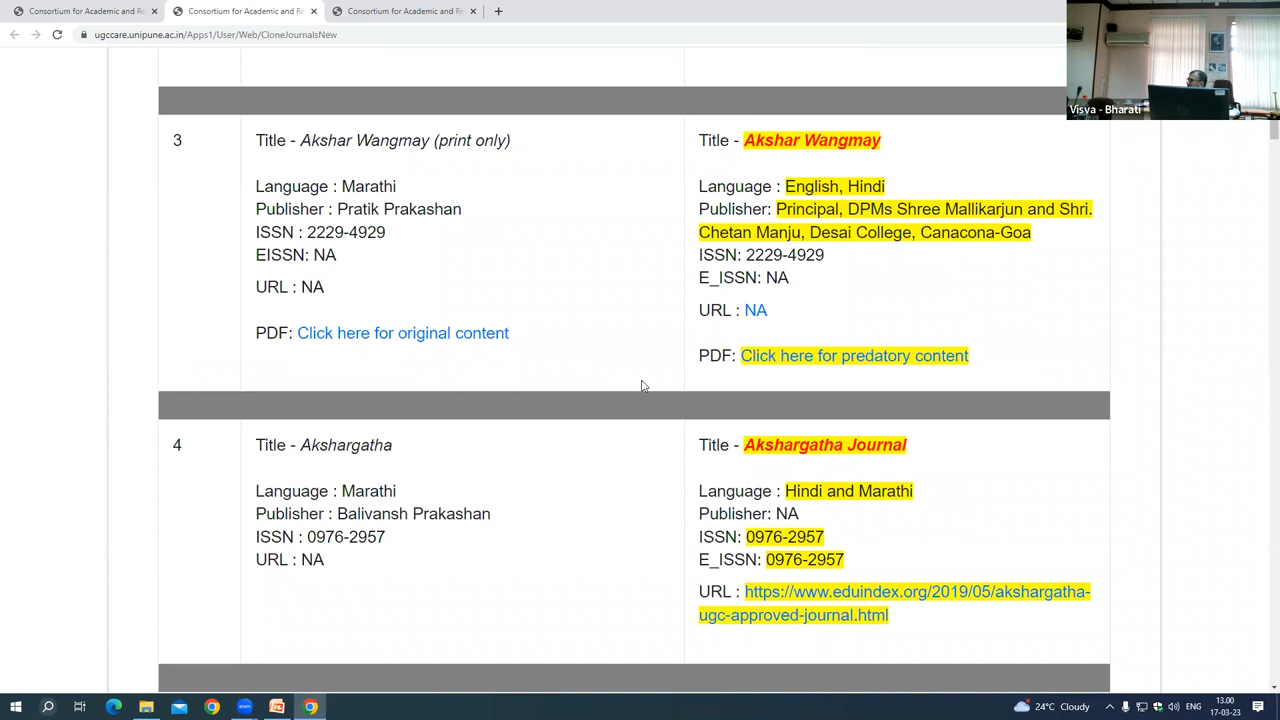 Consortium for Academic and Re
Consortium for Academic and Re
Consortium for Academic and Re
ugccare.unipune.ac.in/Apps1/User/Web/CloneJournalsNew
Visva - Bharati
3
Title - Akshar Wangmay (print only)
Language : Marathi
Publisher : Pratik Prakashan
ISSN : 2229-4929
EISSN: NA
URL : NA
PDF: Click here for original content
Title - Akshar Wangmay
Language : English, Hindi
Publisher: Principal, DPMs Shree Mallikarjun and Shri.
Chetan Manju, Desai College, Canacona-Goa
ISSN: 2229-4929
E_ISSN: NA
URL : NA
PDF: Click here for predatory content
4
Title - Akshargatha
Language : Marathi
Publisher : Balivansh Prakashan
ISSN : 0976-2957
URL : NA
Title - Akshargatha Journal
Language : Hindi and Marathi
Publisher: NA
ISSN: 0976-2957
E_ISSN: 0976-2957
URL : https://www.eduindex.org/2019/05/akshargatha-
ugc-approved-journal.html
24°C Cloudy
ENG
13.00
17-03-23